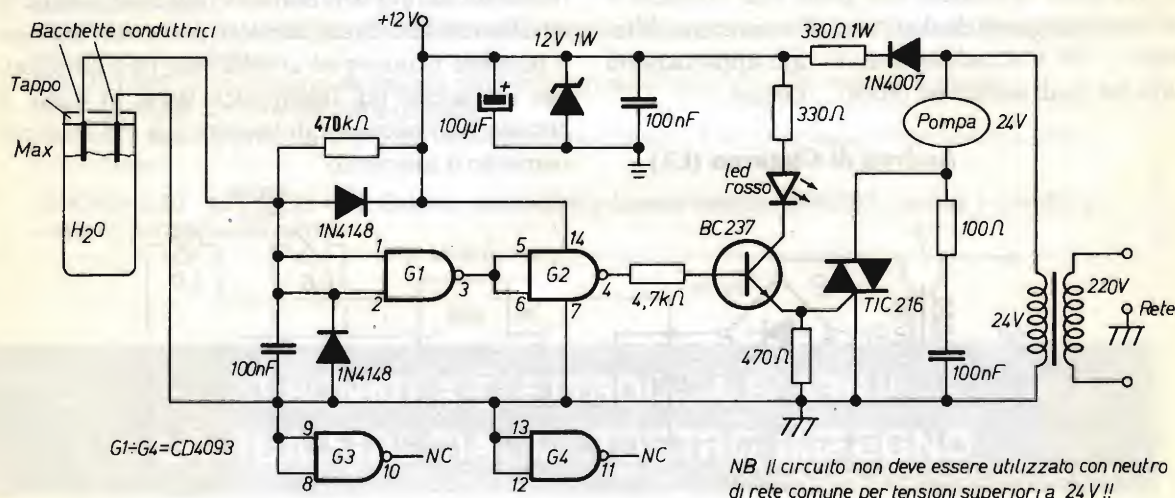 +12V
Bacchette conduttrici
Tappo
Max
H2O
470kΩ
1N4148
100µF
+
12V 1W
100nF
330Ω 1W
1N4007
330Ω
led
rosso
Pompa 24V
BC237
100Ω
1
2
G1
3
5
6
14
G2
4
7
4,7kΩ
TIC 216
470Ω
24V
220V
Rete
100nF
1N4148
100nF
G1÷G4=CD4093
9
8
G3
10
NC
13
12
G4
11
NC
NB Il circuito non deve essere utilizzato con neutro
di rete comune per tensioni superiori a 24V!!